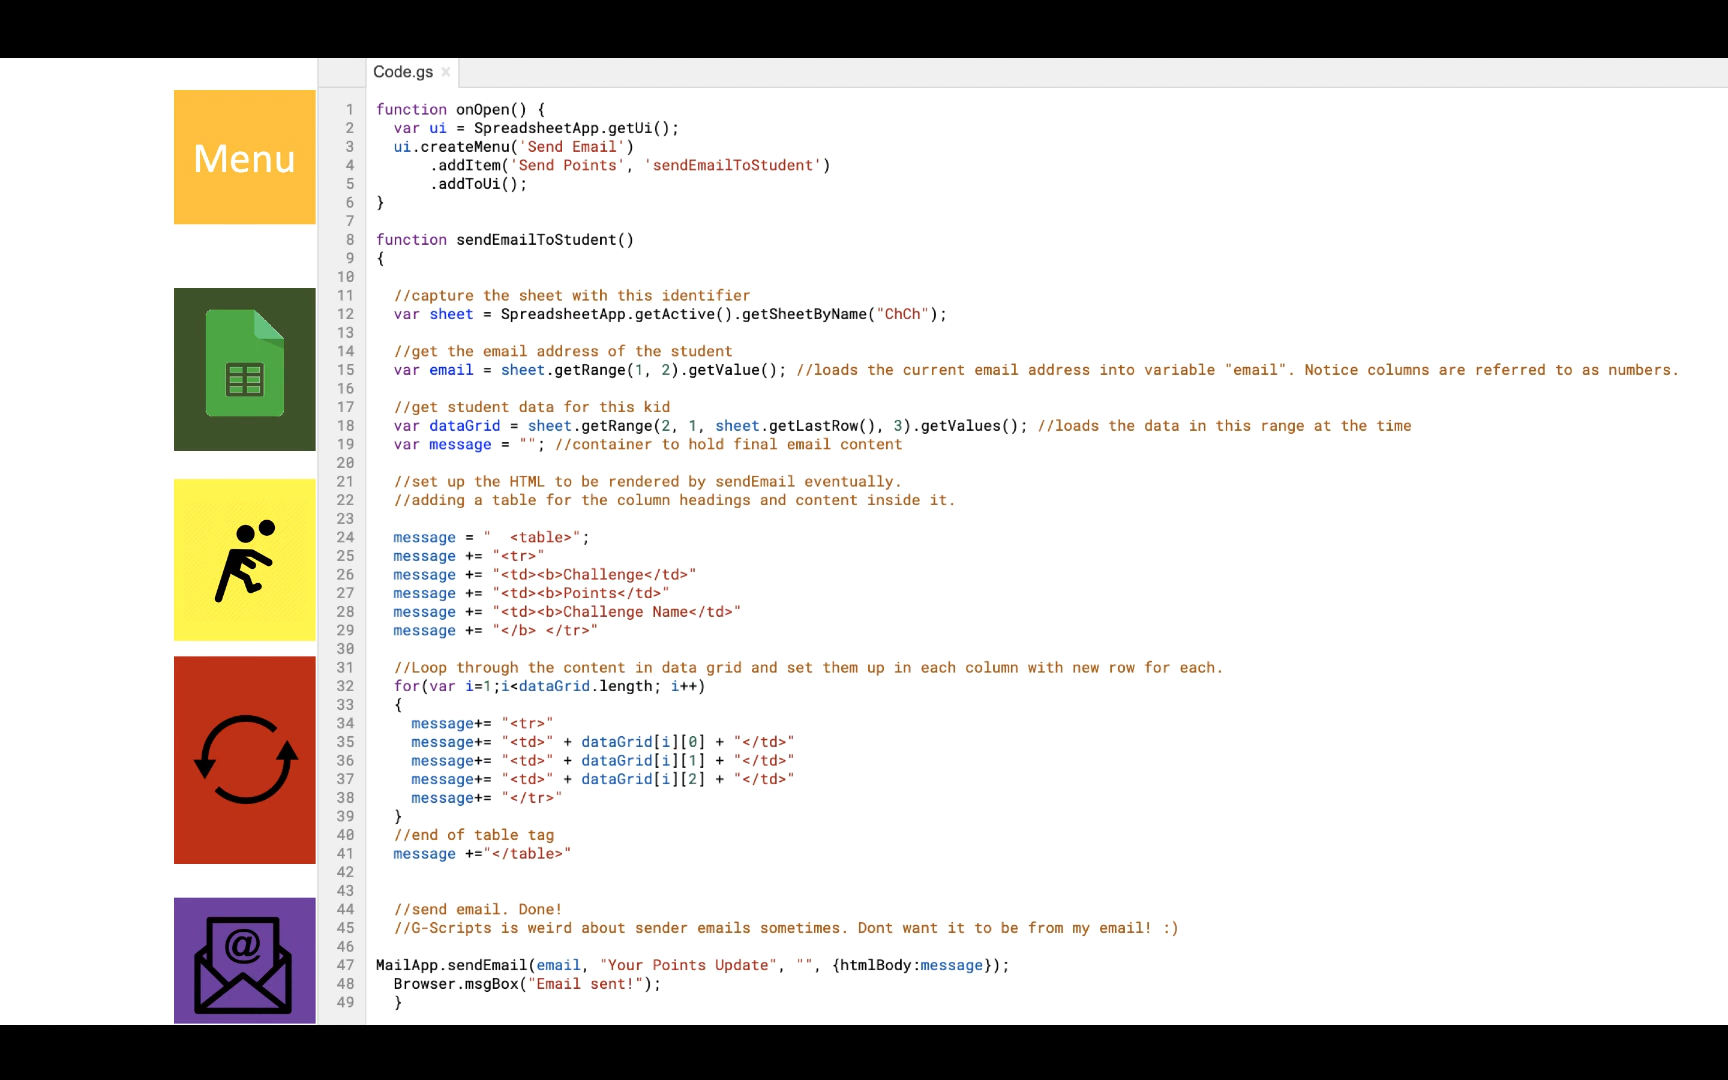 Code.gs ×
Menu
1 function onOpen() {
2 var ui = SpreadsheetApp.getUi();
3 ui.createMenu('Send Email')
4 .addItem('Send Points', 'sendEmailToStudent')
5 .addToUi();
6 }
7
8 function sendEmailToStudent()
9 {
10
11 //capture the sheet with this identifier
12 var sheet = SpreadsheetApp.getActive().getSheetByName("ChCh");
13
14 //get the email address of the student
15 var email = sheet.getRange(1, 2).getValue(); //loads the current email address into variable "email". Notice columns are referred to as numbers.
16
17 //get student data for this kid
18 var dataGrid = sheet.getRange(2, 1, sheet.getLastRow(), 3).getValues(); //loads the data in this range at the time
19 var message = ""; //container to hold final email content
20
21 //set up the HTML to be rendered by sendEmail eventually.
22 //adding a table for the column headings and content inside it.
23
24 message = "  <table>";
25 message += "<tr>"
26 message += "<td><b>Challenge</td>"
27 message += "<td><b>Points</td>"
28 message += "<td><b>Challenge Name</td>"
29 message += "</b> </tr>"
30
31 //Loop through the content in data grid and set them up in each column with new row for each.
32 for(var i=1;i<dataGrid.length; i++)
33 {
34 message+= "<tr>"
35 message+= "<td>" + dataGrid[i][0] + "</td>"
36 message+= "<td>" + dataGrid[i][1] + "</td>"
37 message+= "<td>" + dataGrid[i][2] + "</td>"
38 message+= "</tr>"
39 }
40 //end of table tag
41 message +="</table>"
42
43
44 //send email. Done!
45 //G-Scripts is weird about sender emails sometimes. Dont want it to be from my email! :)
46
47 MailApp.sendEmail(email, "Your Points Update", "", {htmlBody:message});
48 Browser.msgBox("Email sent!");
49 }
@